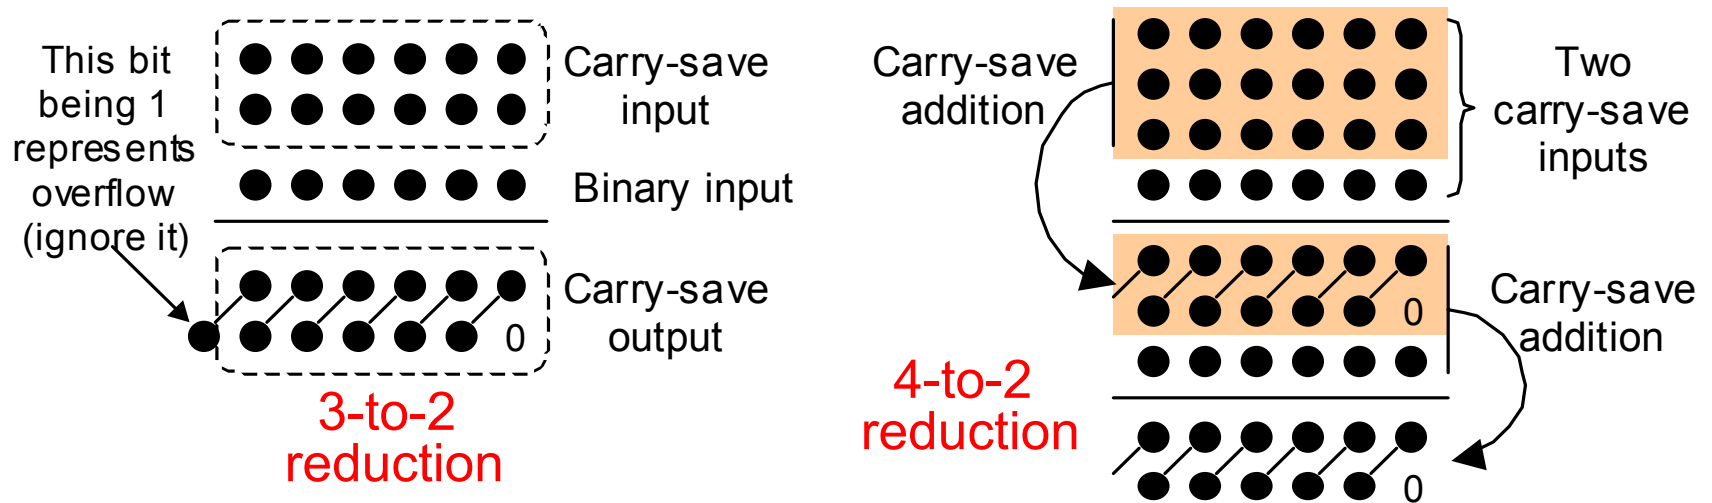 This bit
being 1
represents
overflow
(ignore it)
Carry-save
input
Binary input
Carry-save
output
0
3-to-2
reduction
Carry-save
addition
Two
carry-save
inputs
0
Carry-save
addition
4-to-2
reduction
0